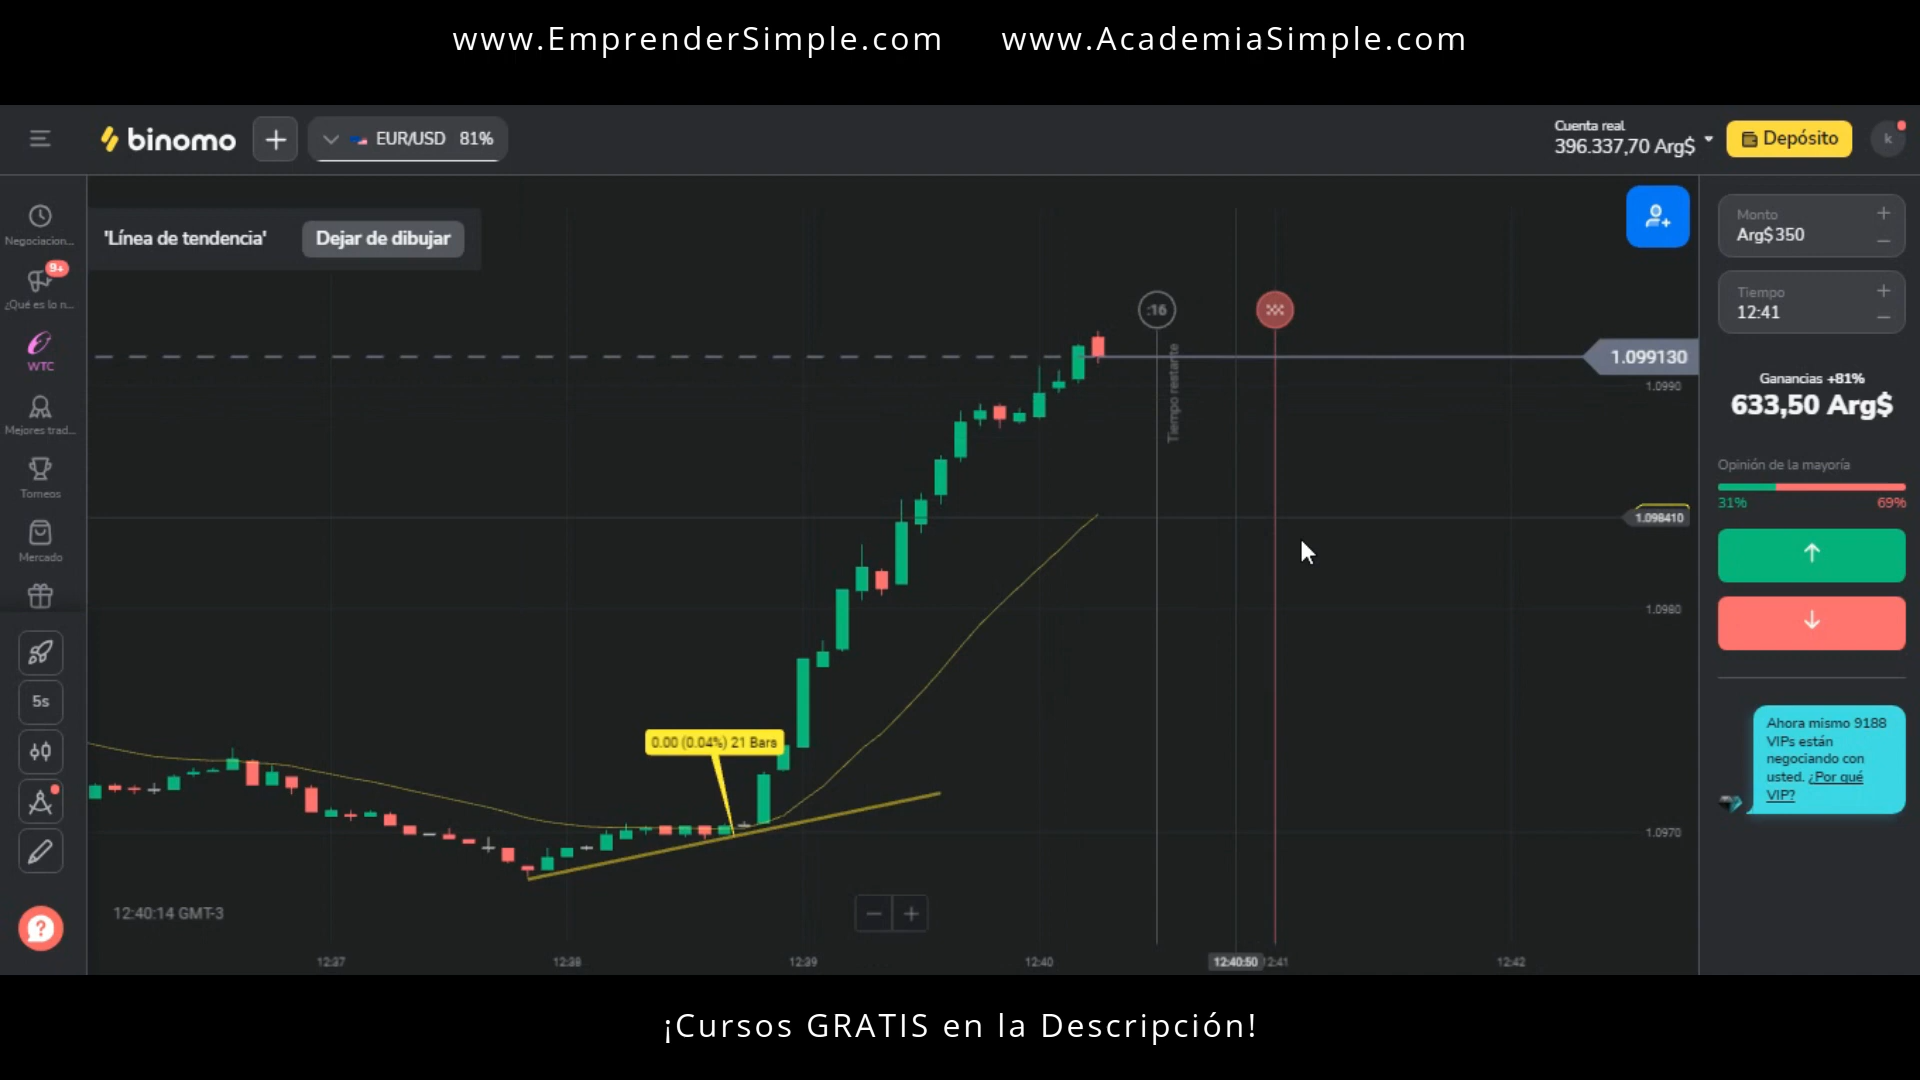 www.EmprenderSimple.com www.AcademiaSimple.com
binomo
EUR/USD 81%
Cuenta real
396.337,70 Arg$
Depósito
k
Negociacion...
9+
¿Qué es lo n...
WTC
Mejores trad...
Torneos
Mercado
5s
?
'Línea de tendencia' Dejar de dibujar
:16
Tiempo restante
1.099130
1.0990
1.098410
1.0980
1.0970
0.00 (0.04%) 21 Bars
12:40:14 GMT-3
12:37 12:38 12:39 12:40 12:40:50 12:41 12:42
Monto
Arg$350
Tiempo
12:41
Ganancias +81%
633,50 Arg$
Opinión de la mayoría
31% 69%
Ahora mismo 9188
VIPs están
negociando con
usted. ¿Por qué
VIP?
¡Cursos GRATIS en la Descripción!